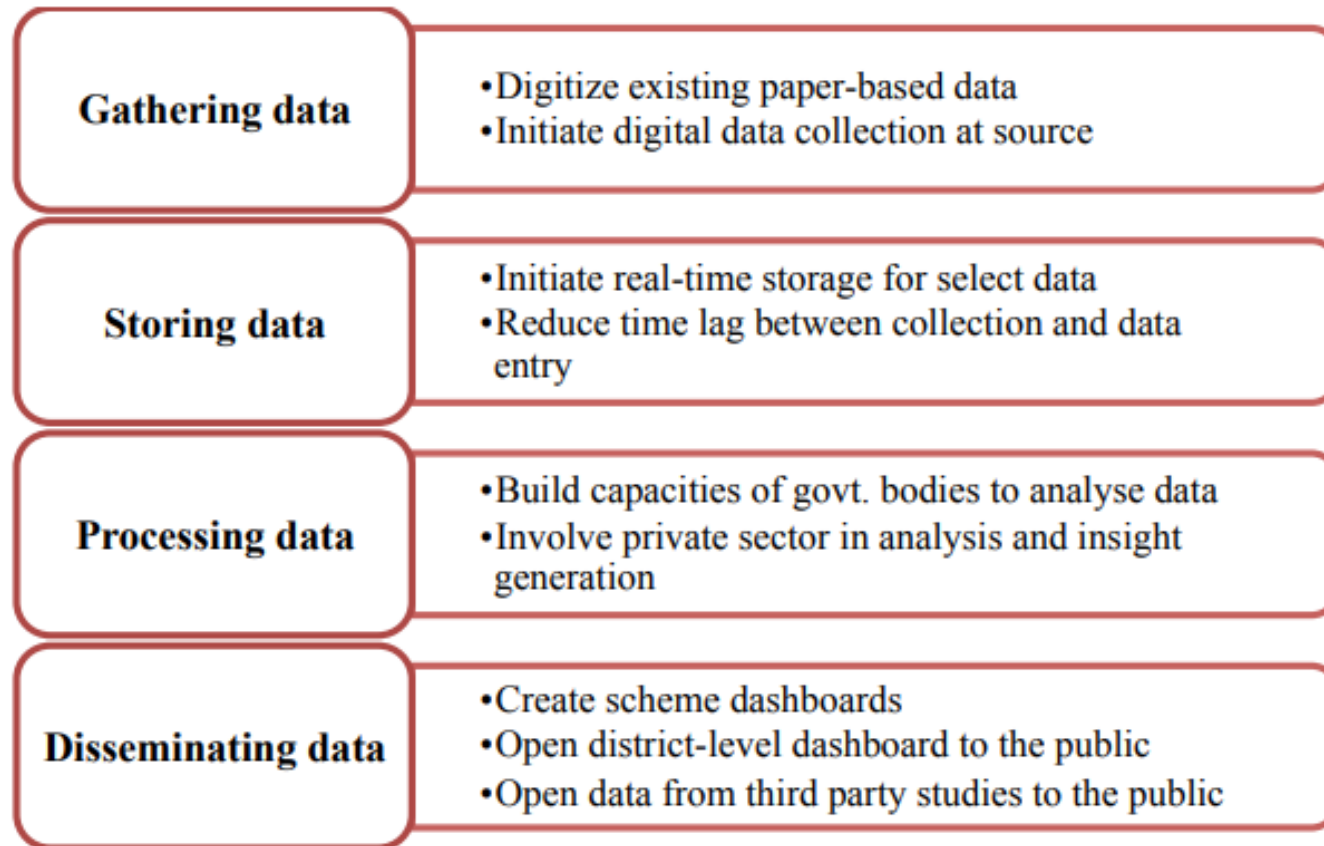 Gathering data
•Digitize existing paper-based data
•Initiate digital data collection at source
Storing data
•Initiate real-time storage for select data
•Reduce time lag between collection and data
entry
Processing data
•Build capacities of govt. bodies to analyse data
•Involve private sector in analysis and insight
generation
Disseminating data
•Create scheme dashboards
•Open district-level dashboard to the public
•Open data from third party studies to the public